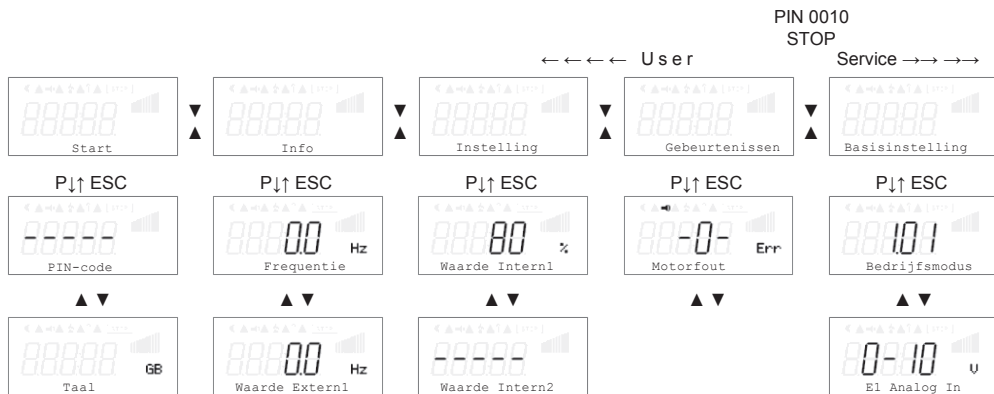 PIN 0010
STOP
← ← ← ← User Service →→ →→
▼ ▼ ▼ ▼
▲ ▲ ▲ ▲
Start Info Instelling Gebeurtenissen Basisinstelling
P↓↑ ESC P↓↑ ESC P↓↑ ESC P↓↑ ESC P↓↑ ESC
----- 0.0 Hz 80 % -0- Err 1.01
PIN-code Frequentie Waarde Intern1 Motorfout Bedrijfsmodus
▲ ▼ ▲ ▼ ▲ ▼ ▲ ▼ ▲ ▼
GB 0.0 Hz ----- 0-10 V
Taal Waarde Extern1 Waarde Intern2 E1 Analog In